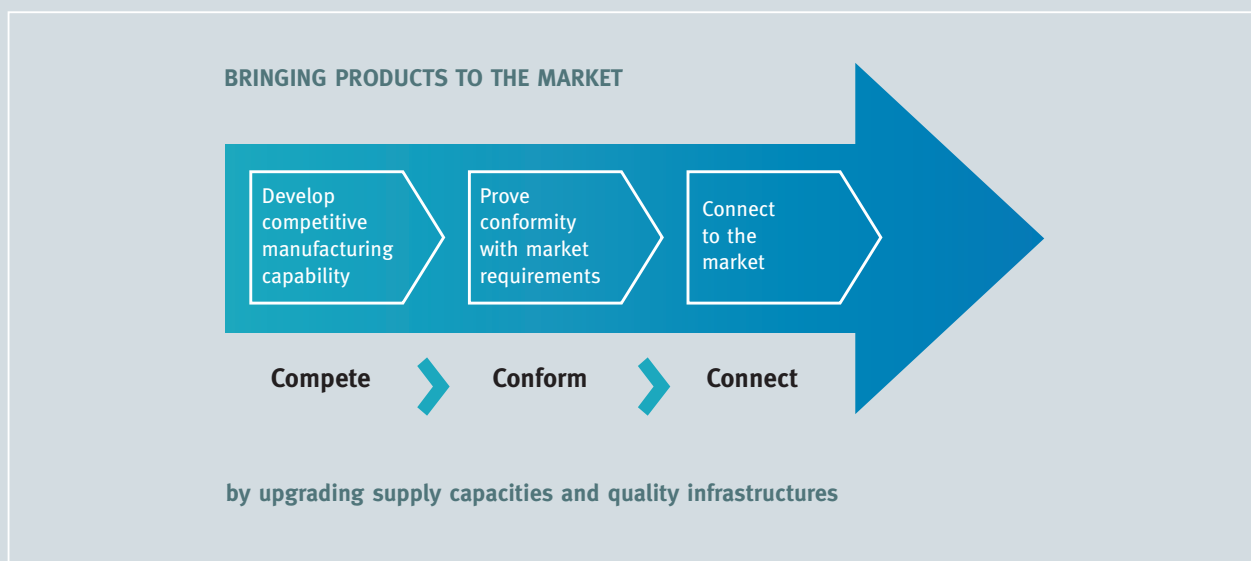 BRINGING PRODUCTS TO THE MARKET
Develop
competitive
manufacturing
capability
Prove
conformity
with market
requirements
Connect
to the
market
Compete
Conform
Connect
by upgrading supply capacities and quality infrastructures